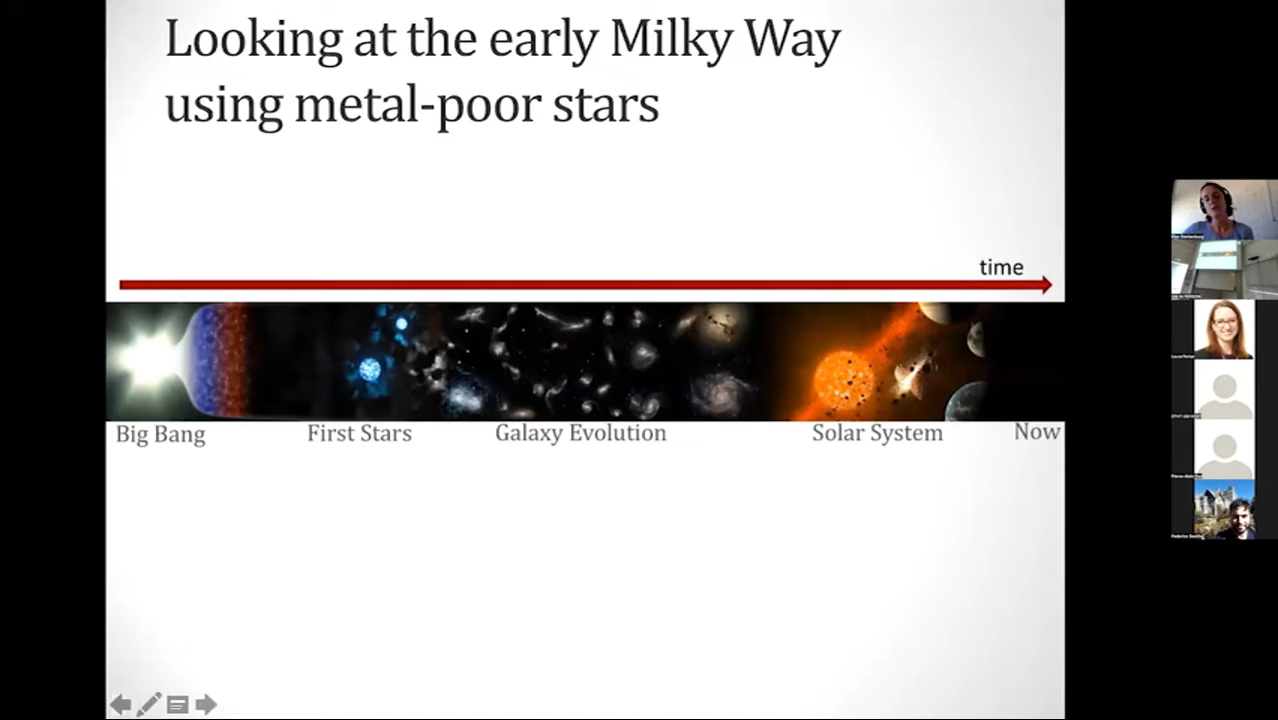 Looking at the early Milky Way
using metal-poor stars
time
Big Bang
First Stars
Galaxy Evolution
Solar System
Now